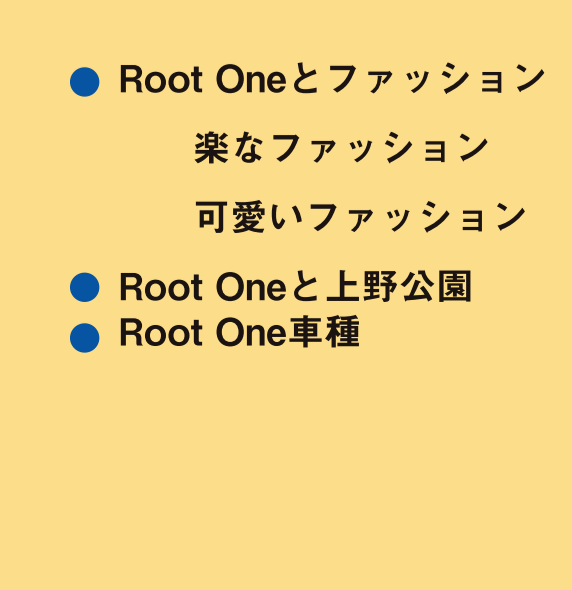 ● Root Oneとファッション
楽なファッション
可愛いファッション
● Root Oneと上野公園
● Root One車種